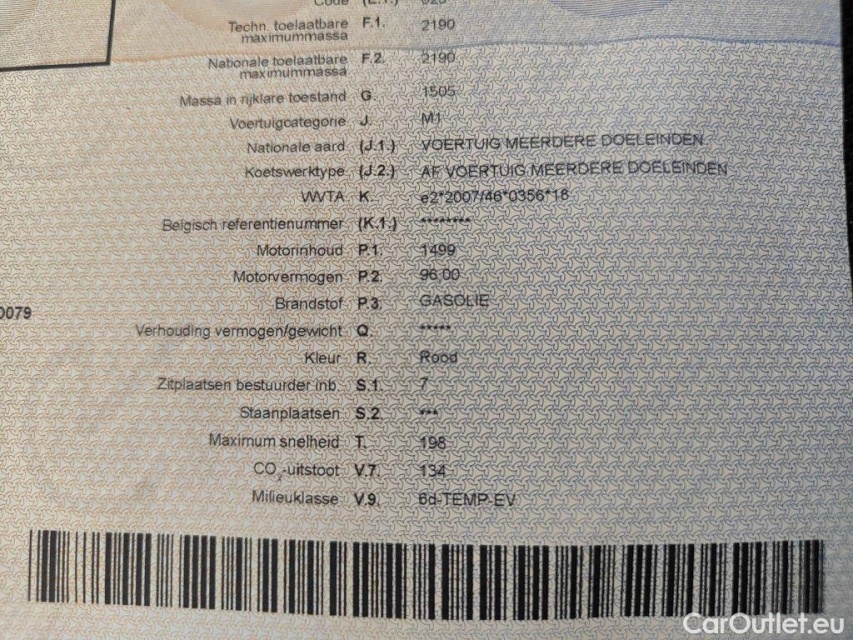 Code (L.1.) 020
Techn. toelaatbare F.1. 2190
maximummassa
Nationale toelaatbare F.2. 2190
maximummassa
Massa in rijklare toestand G. 1505
Voertuigcategorie J. M1
Nationale aard (J.1.) VOERTUIG MEERDERE DOELEINDEN
Koetswerktype (J.2.) AF VOERTUIG MEERDERE DOELEINDEN
WVTA K. e2*2007/46*0356*18
Belgisch referentienummer (K.1.) ********
Motorinhoud P.1. 1499
Motorvermogen P.2. 96,00
Brandstof P.3. GASOLIE
0079
Verhouding vermogen/gewicht Q. *****
Kleur R. Rood
Zitplaatsen bestuurder inb. S.1. 7
Staanplaatsen S.2. ***
Maximum snelheid T. 198
CO2-uitstoot V.7. 134
Milieuklasse V.9. 6d-TEMP-EV
CarOutlet.eu